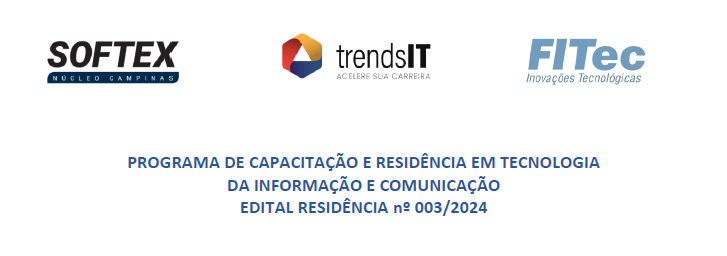 SOFTEX
NÚCLEO CAMPINAS
trendsIT
ACELERE SUA CARREIRA
FITec
Inovações Tecnológicas
PROGRAMA DE CAPACITAÇÃO E RESIDÊNCIA EM TECNOLOGIA
DA INFORMAÇÃO E COMUNICAÇÃO
EDITAL RESIDÊNCIA nº 003/2024